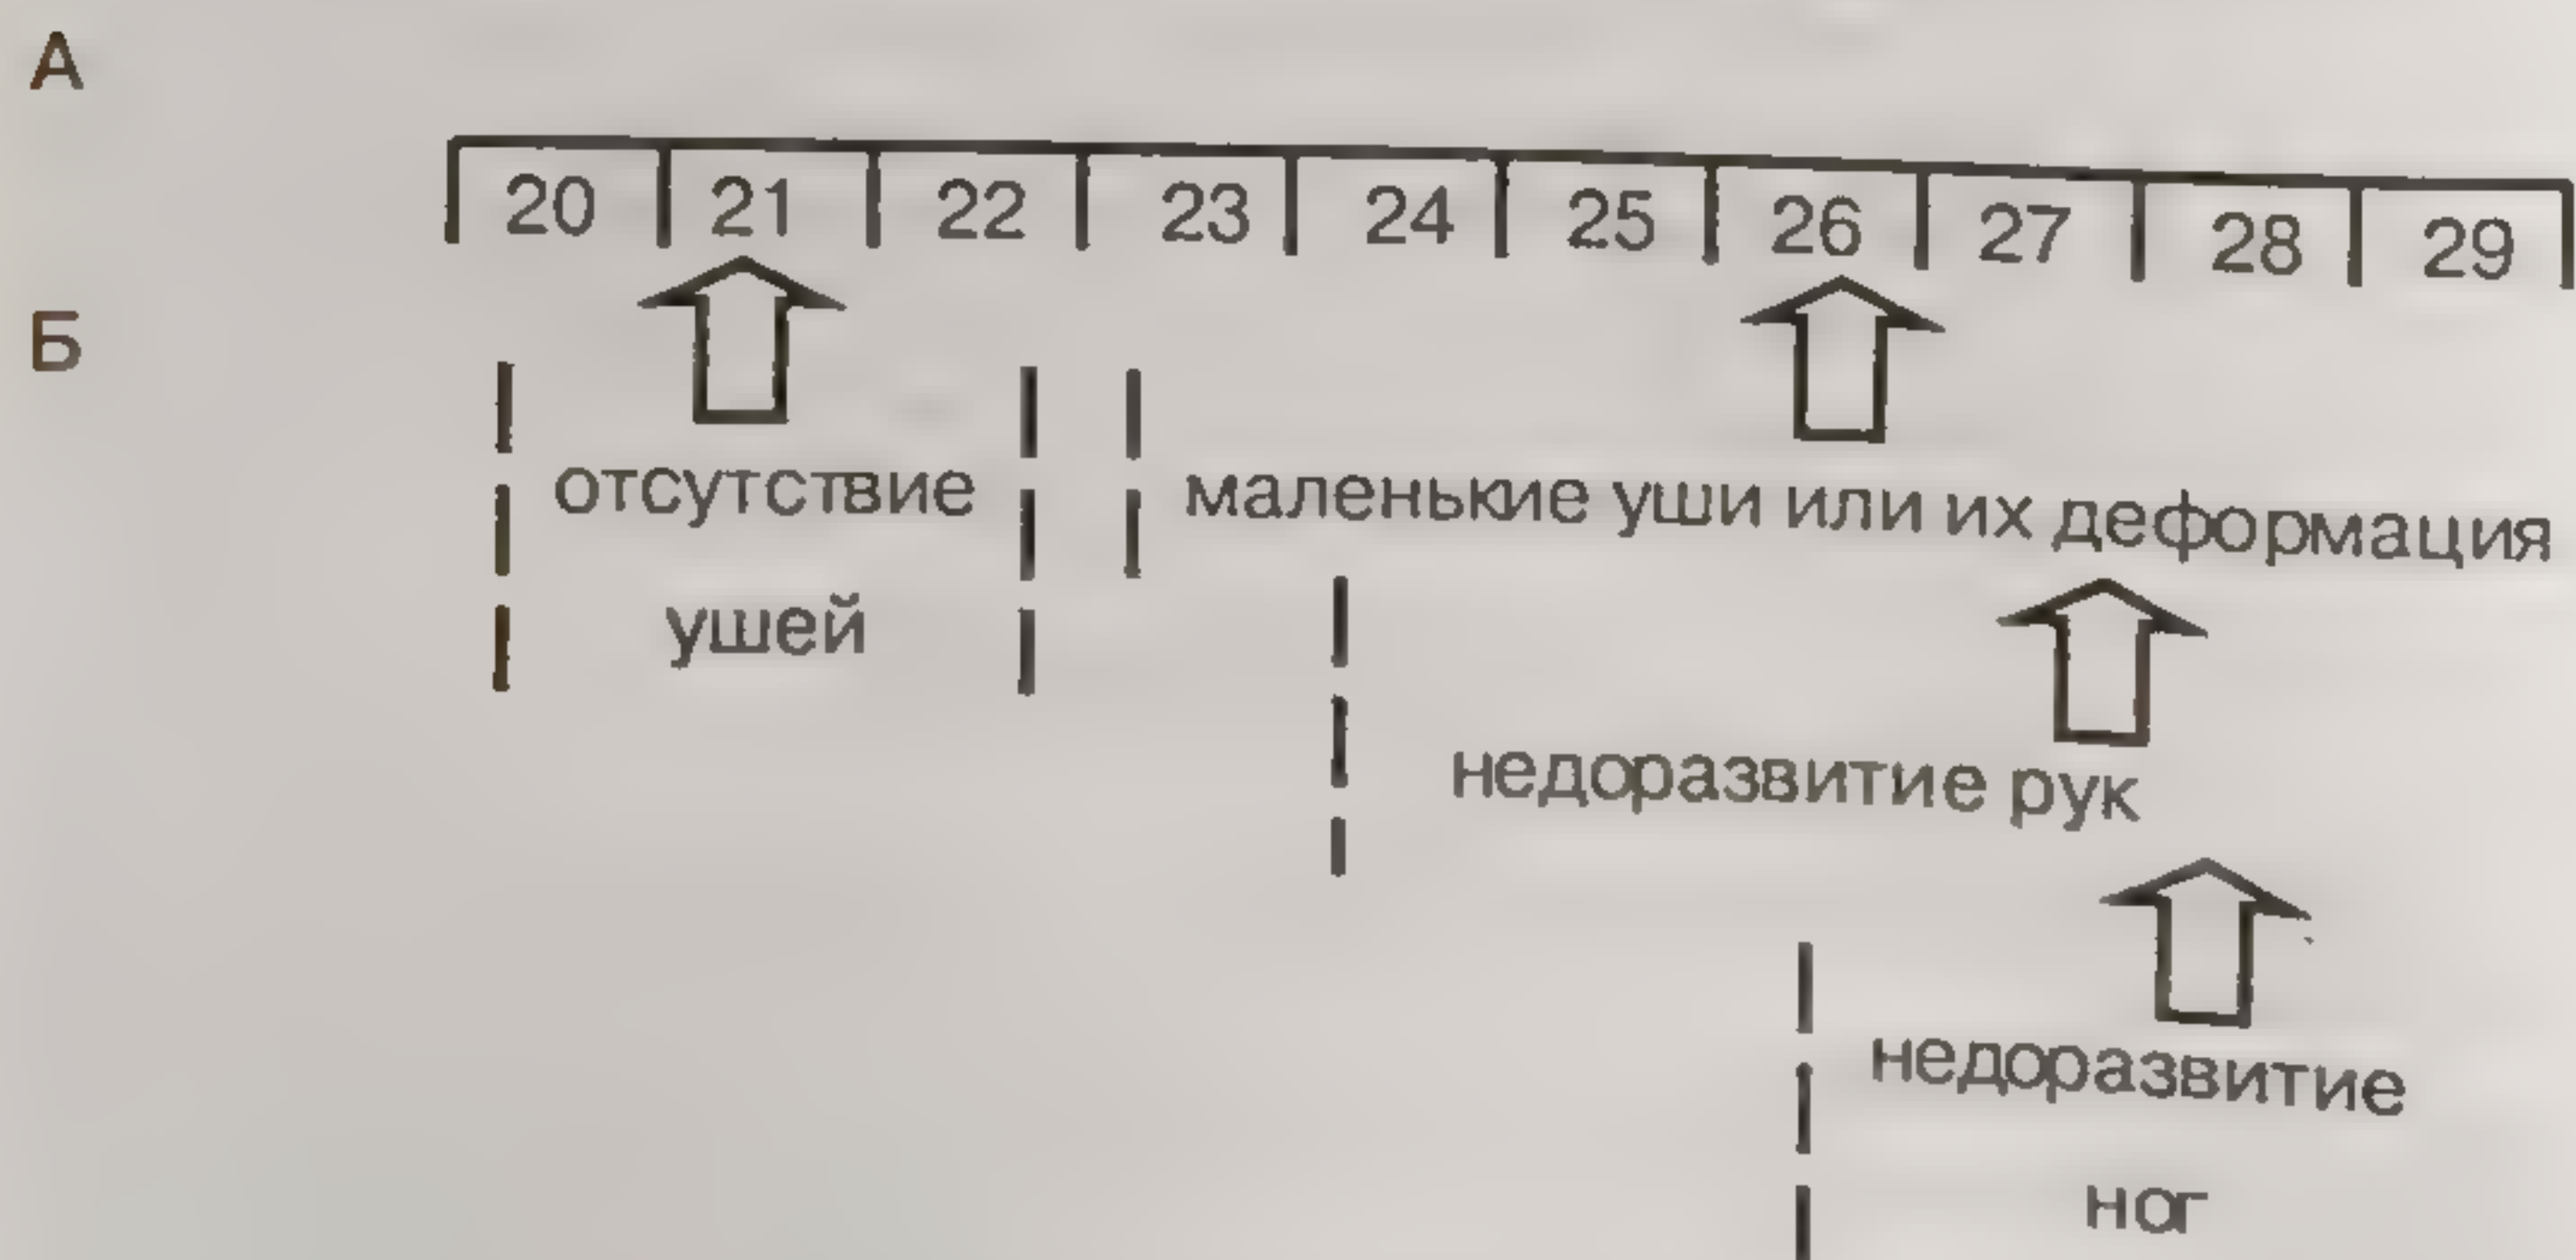 А
20 21 22 23 24 25 26 27 28 29
Б
отсутствие
ушей
маленькие уши или их деформация
недоразвитие рук
недоразвитие
ног